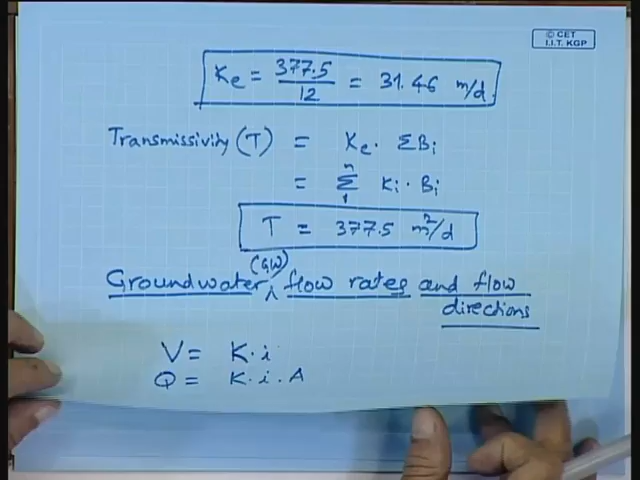 © CET
I.I.T. KGP
Ke = 377.5/12 = 31.46 m/d
Transmissivity (T) = Ke · ΣBi
= Σ n 1 Ki · Bi
T = 377.5 m²/d
Groundwater (GW) flow rates and flow
directions
V = K·i
Q = K·i·A